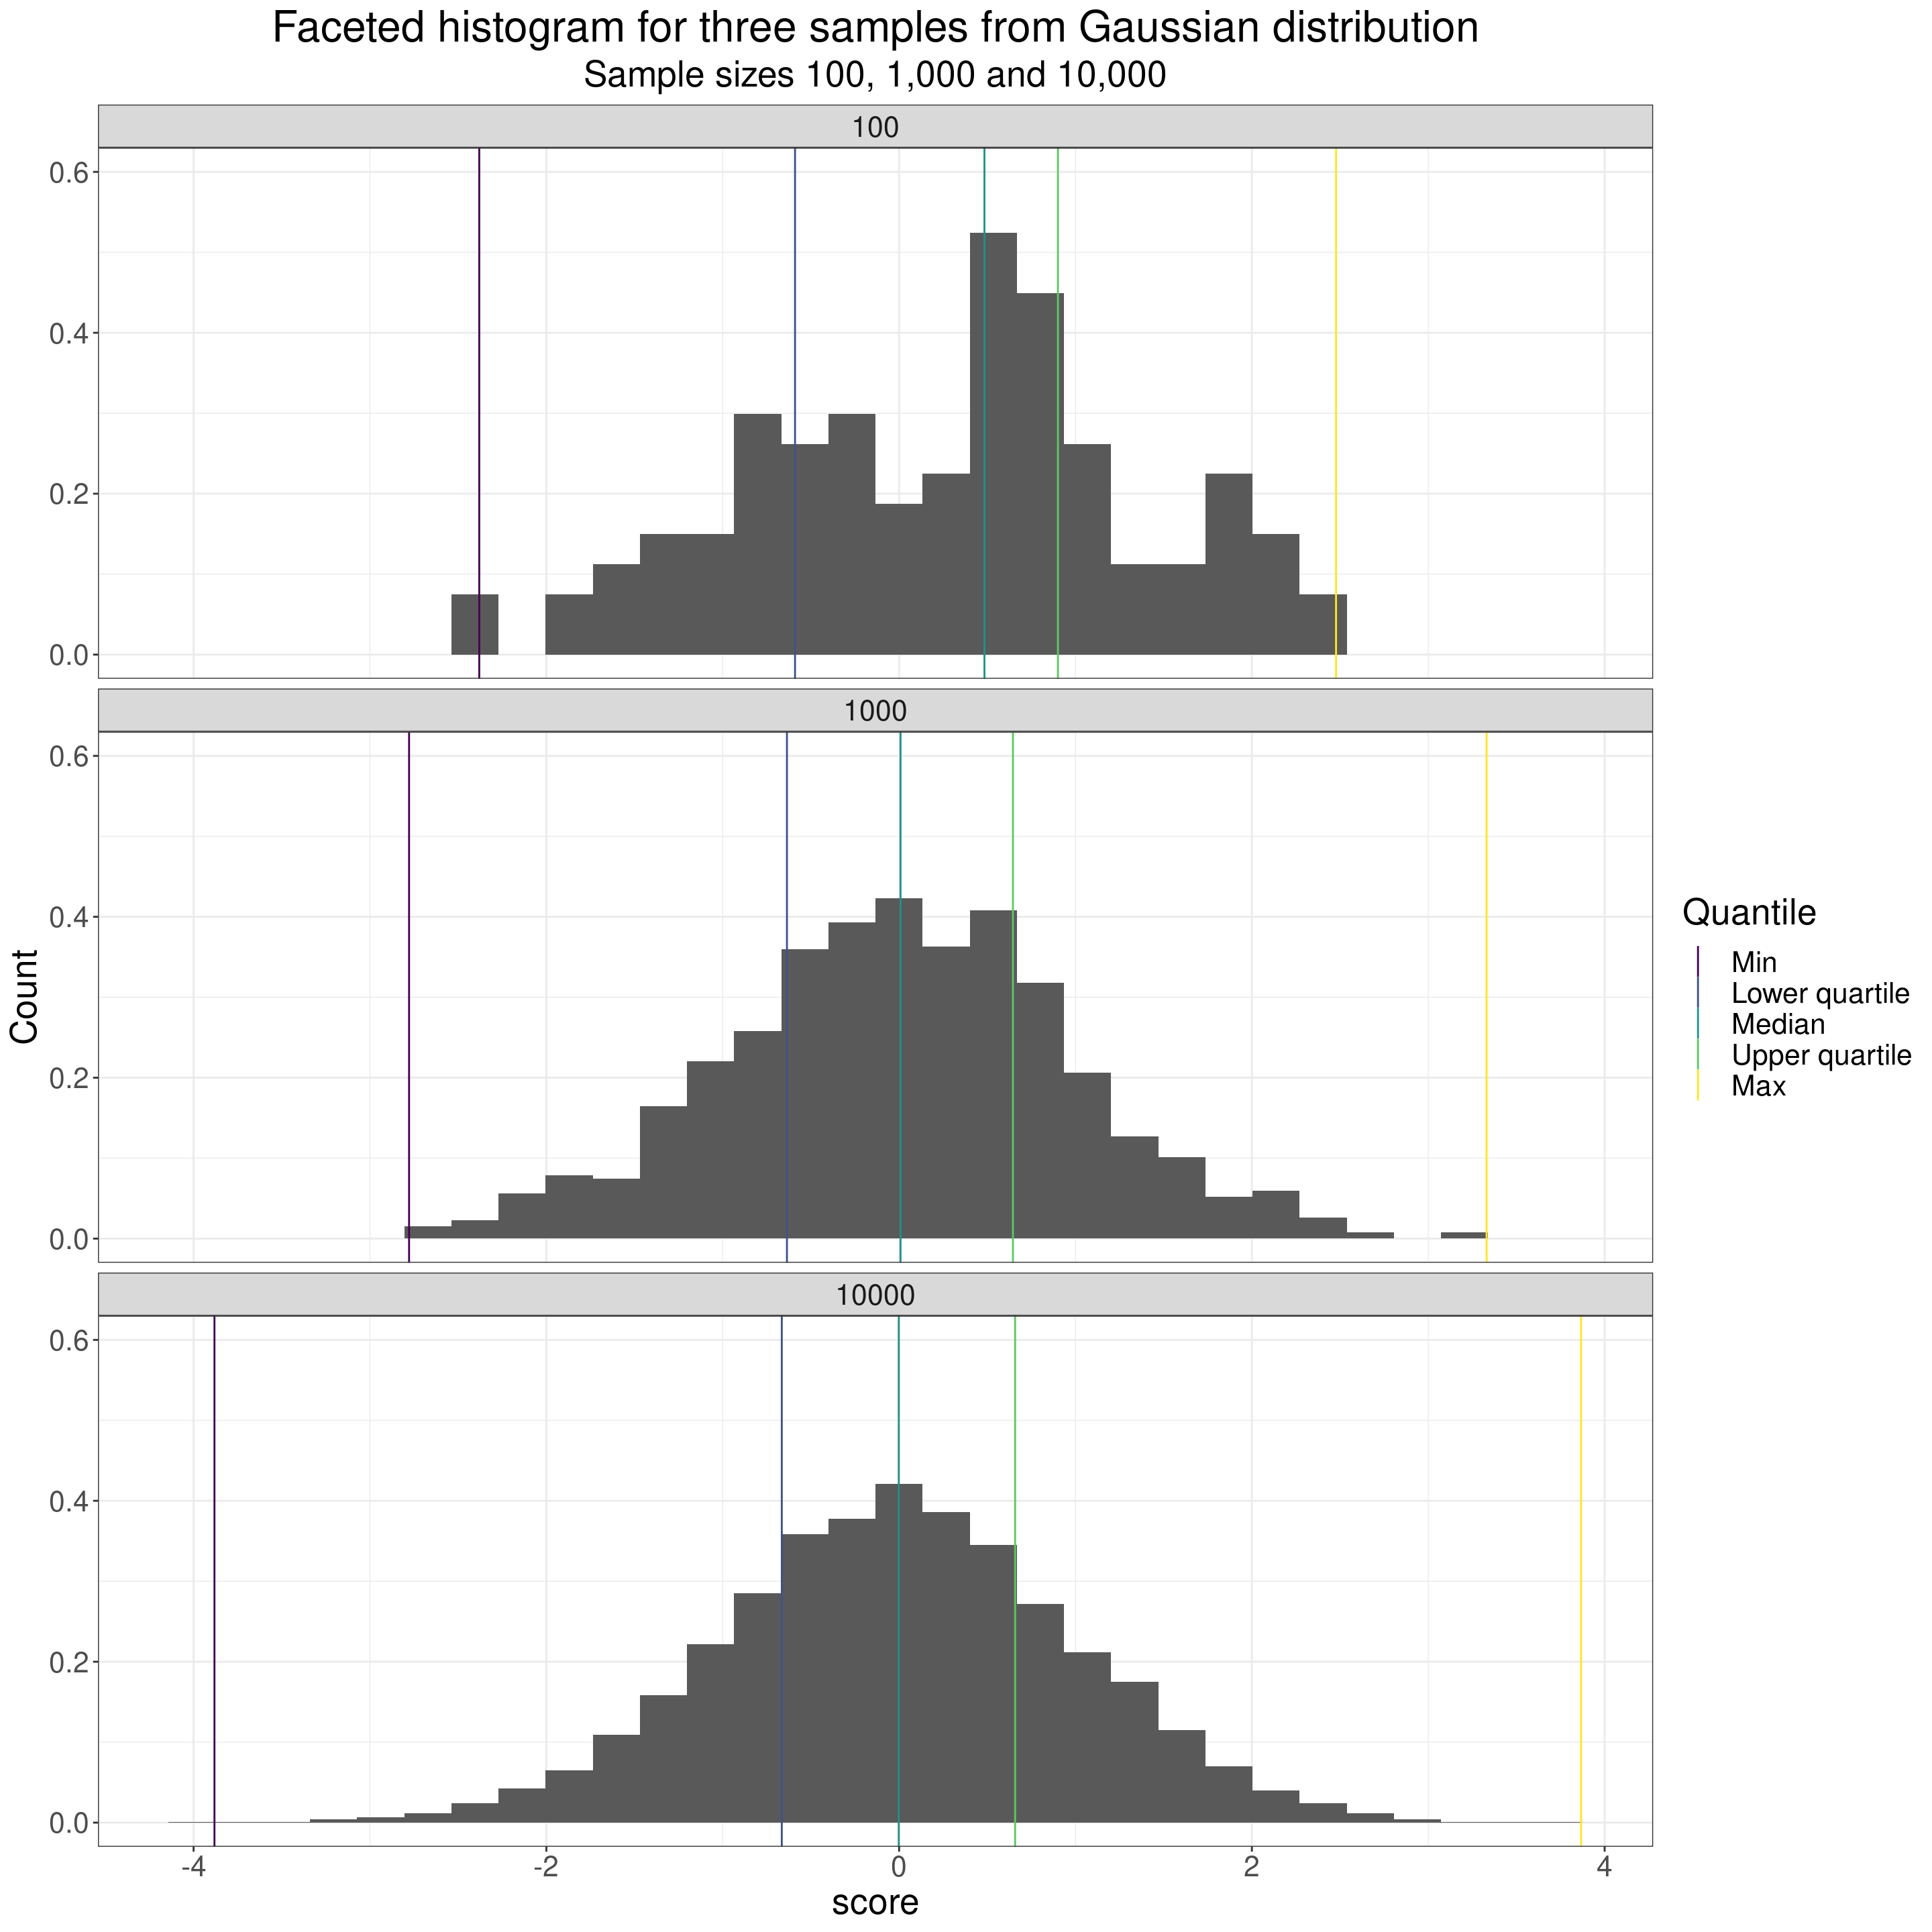 Faceted histogram for three samples from Gaussian distribution
Sample sizes 100, 1,000 and 10,000
100
0.6
0.4
0.2
0.0
1000
0.6
0.4
0.2
0.0
10000
0.6
0.4
0.2
0.0
-4
-2
0
2
4
score
Count
Quantile
Min
Lower quartile
Median
Upper quartile
Max